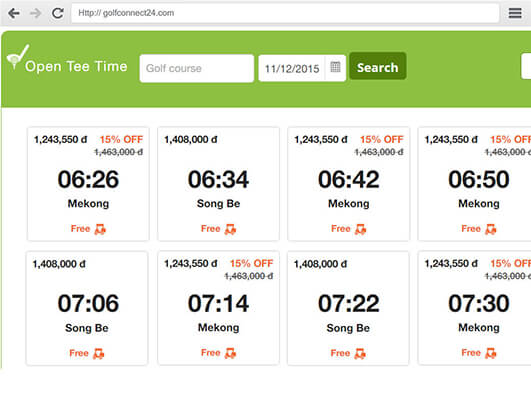 Http:// golfconnect24.com
Open Tee Time
Golf course
11/12/2015
Search
1,243,550 đ 15% OFF
1,463,000 đ
06:26
Mekong
Free
1,408,000 đ
06:34
Song Be
Free
1,243,550 đ 15% OFF
1,463,000 đ
06:42
Mekong
Free
1,243,550 đ 15% OFF
1,463,000 đ
06:50
Mekong
Free
1,408,000 đ
07:06
Song Be
Free
1,243,550 đ 15% OFF
1,463,000 đ
07:14
Mekong
Free
1,408,000 đ
07:22
Song Be
Free
1,243,550 đ 15% OFF
1,463,000 đ
07:30
Mekong
Free